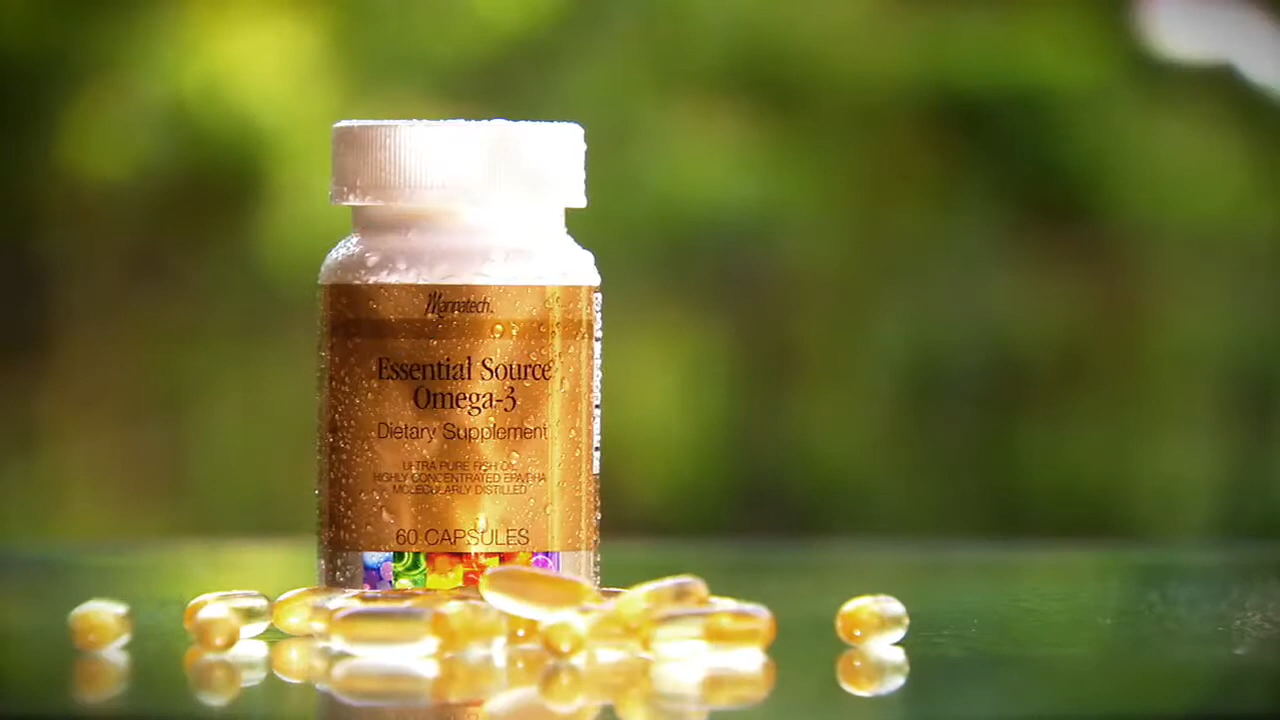 Mannatech
Essential Source
Omega-3
Dietary Supplement
ULTRA PURE FISH OIL
HIGHLY CONCENTRATED EPA/DHA
MOLECULARLY DISTILLED
60 CAPSULES